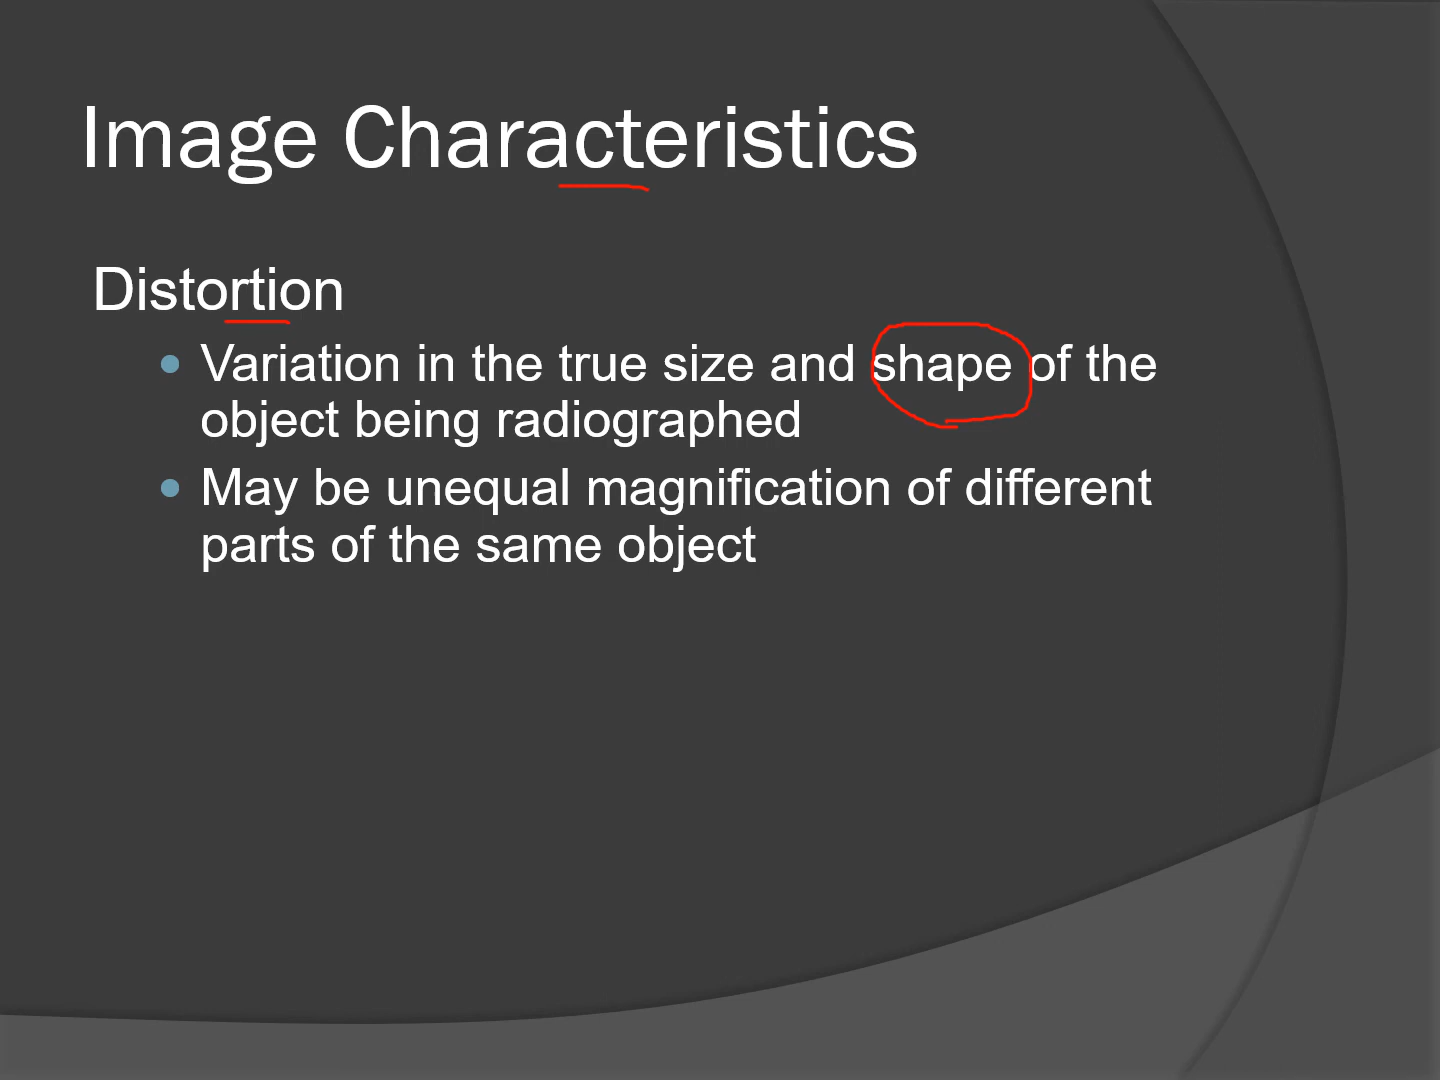 Image Characteristics
Distortion
Variation in the true size and shape of the
object being radiographed
May be unequal magnification of different
parts of the same object